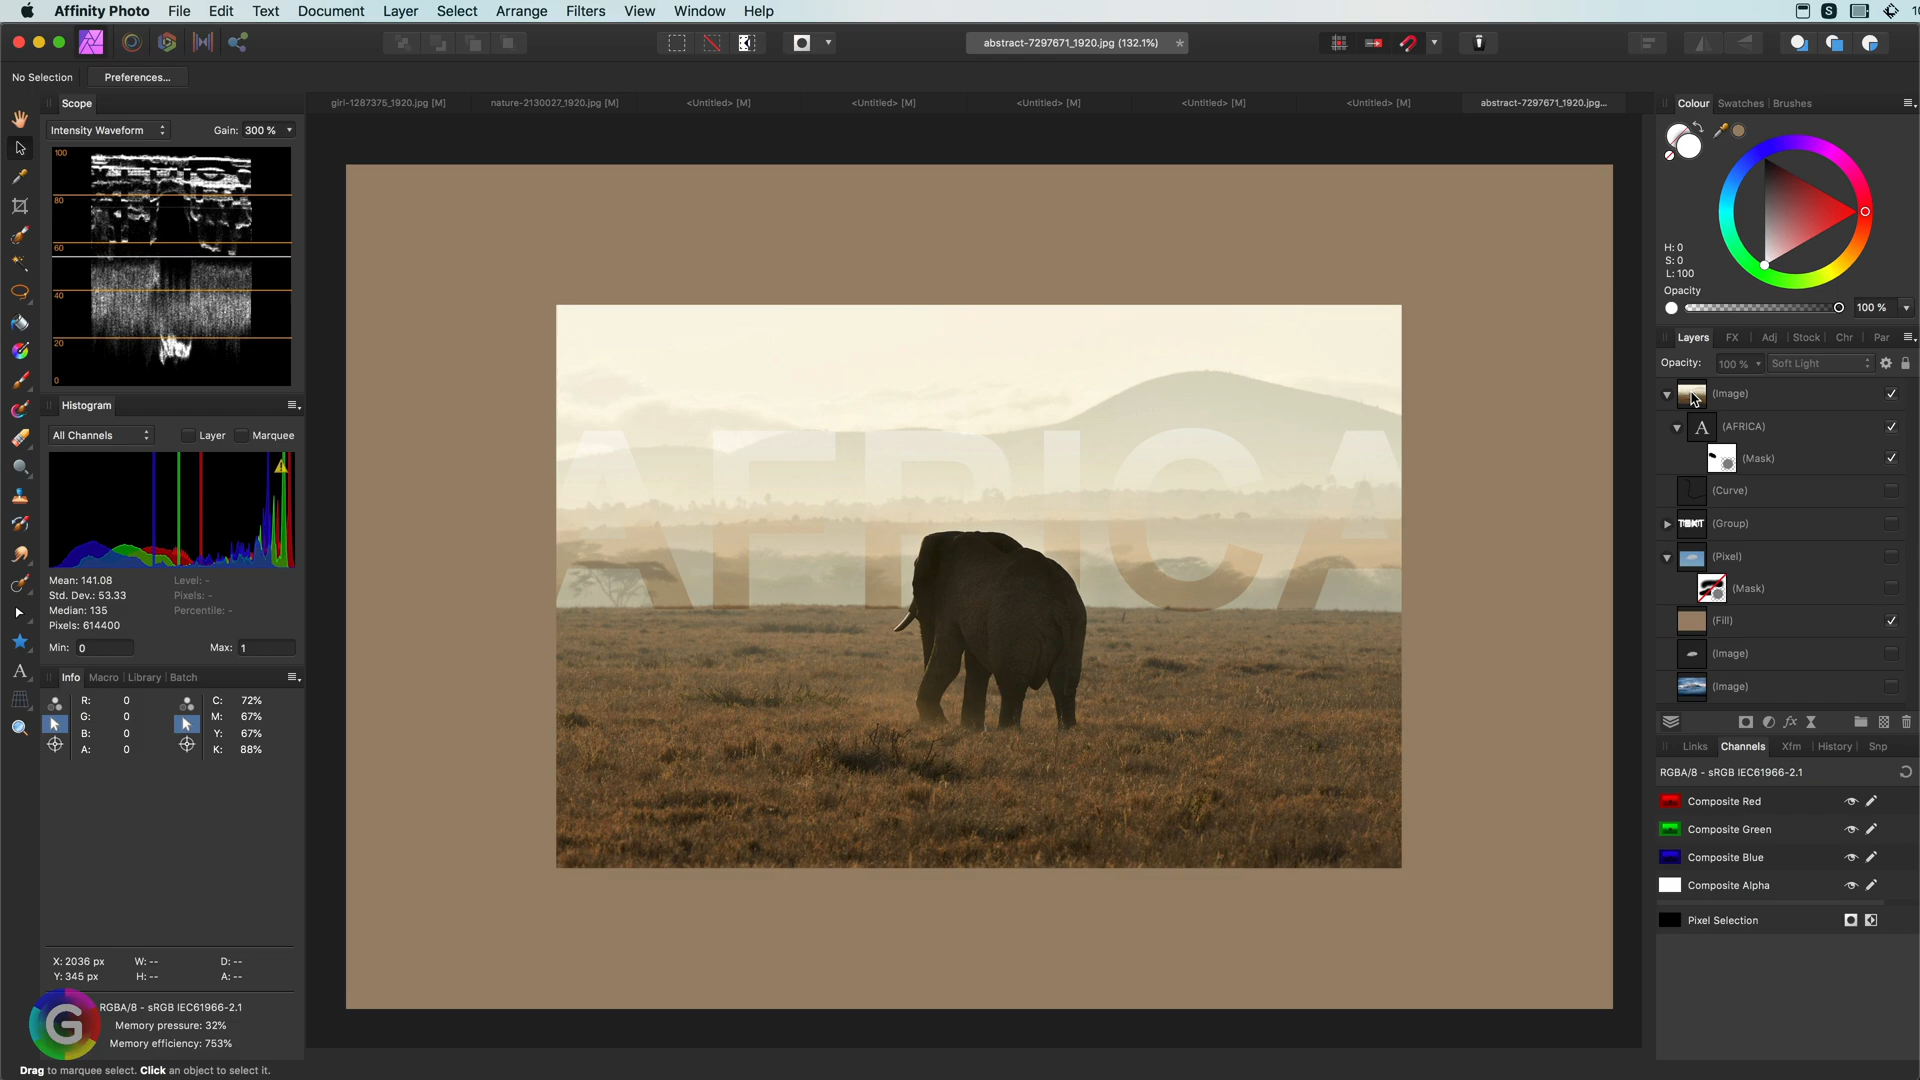 Affinity Photo File Edit Text Document Layer Select Arrange Filters View Window Help
abstract-7297671_1920.jpg (132.1%)
No Selection Preferences...
Scope
girl-1287375_1920.jpg [M] nature-2130027_1920.jpg [M] <Untitled> [M] <Untitled> [M] <Untitled> [M] <Untitled> [M] <Untitled> [M] abstract-7297671_1920.jpg...
Colour Swatches Brushes
Intensity Waveform Gain: 300 %
100
80
60
40
20
0
H: 0
S: 0
L: 100
Opacity
100 %
Layers FX Adj Stock Chr Par
Opacity: 100 % Soft Light
(Image)
A (AFRICA)
(Mask)
(Curve)
TEXT (Group)
(Pixel)
(Mask)
(Fill)
(Image)
(Image)
Histogram
All Channels Layer Marquee
Mean: 141.08 Level: -
Std. Dev.: 53.33 Pixels: -
Median: 135 Percentile: -
Pixels: 614400
Min: 0 Max: 1
Info Macro Library Batch
R: 0 C: 72%
G: 0 M: 67%
B: 0 Y: 67%
A: 0 K: 88%
AFRICA
Links Channels Xfm History Snp
RGBA/8 - sRGB IEC61966-2.1
Composite Red
Composite Green
Composite Blue
Composite Alpha
Pixel Selection
X: 2036 px W: -- D: --
Y: 345 px H: -- A: --
G
RGBA/8 - sRGB IEC61966-2.1
Memory pressure: 32%
Memory efficiency: 753%
Drag to marquee select. Click an object to select it.